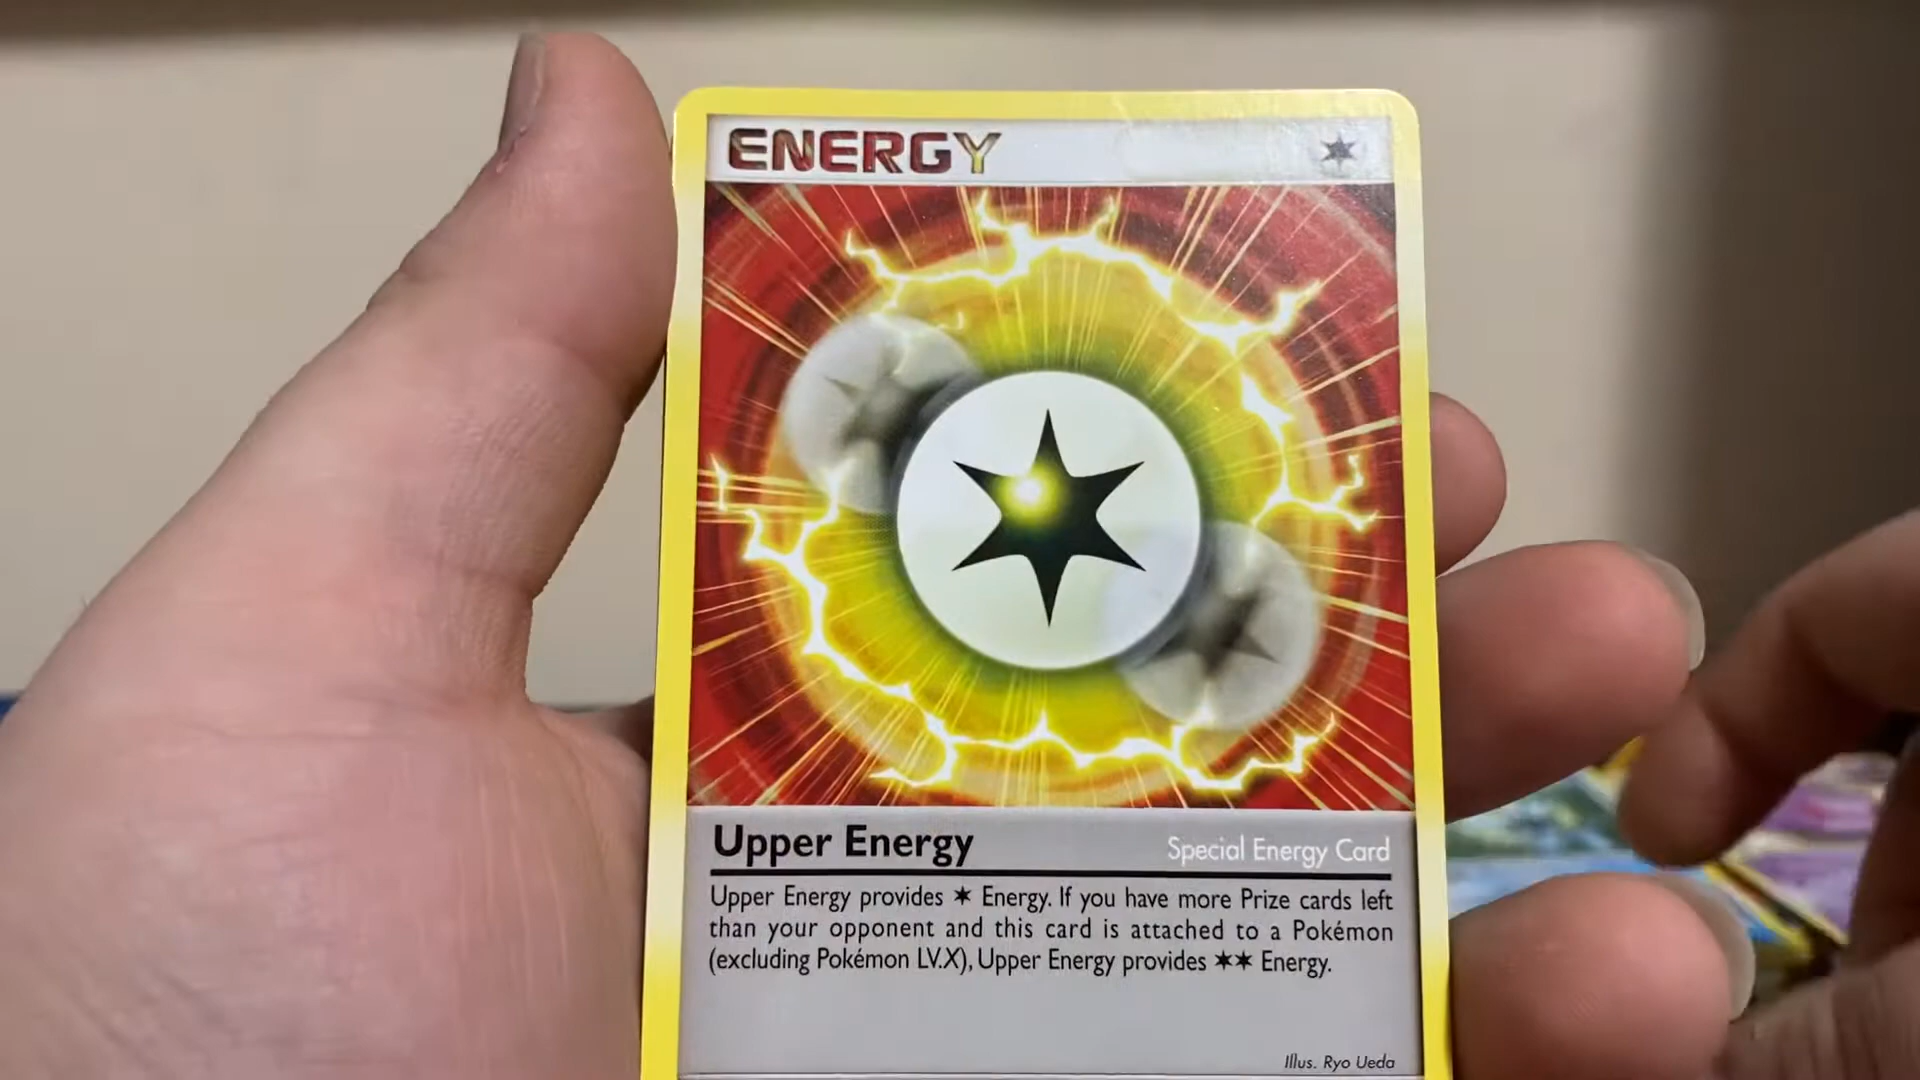 ENERGY
Upper Energy Special Energy Card
Upper Energy provides ✶ Energy. If you have more Prize cards left
than your opponent and this card is attached to a Pokémon
(excluding Pokémon LV.X), Upper Energy provides ✶✶ Energy.
Illus. Ryo Ueda